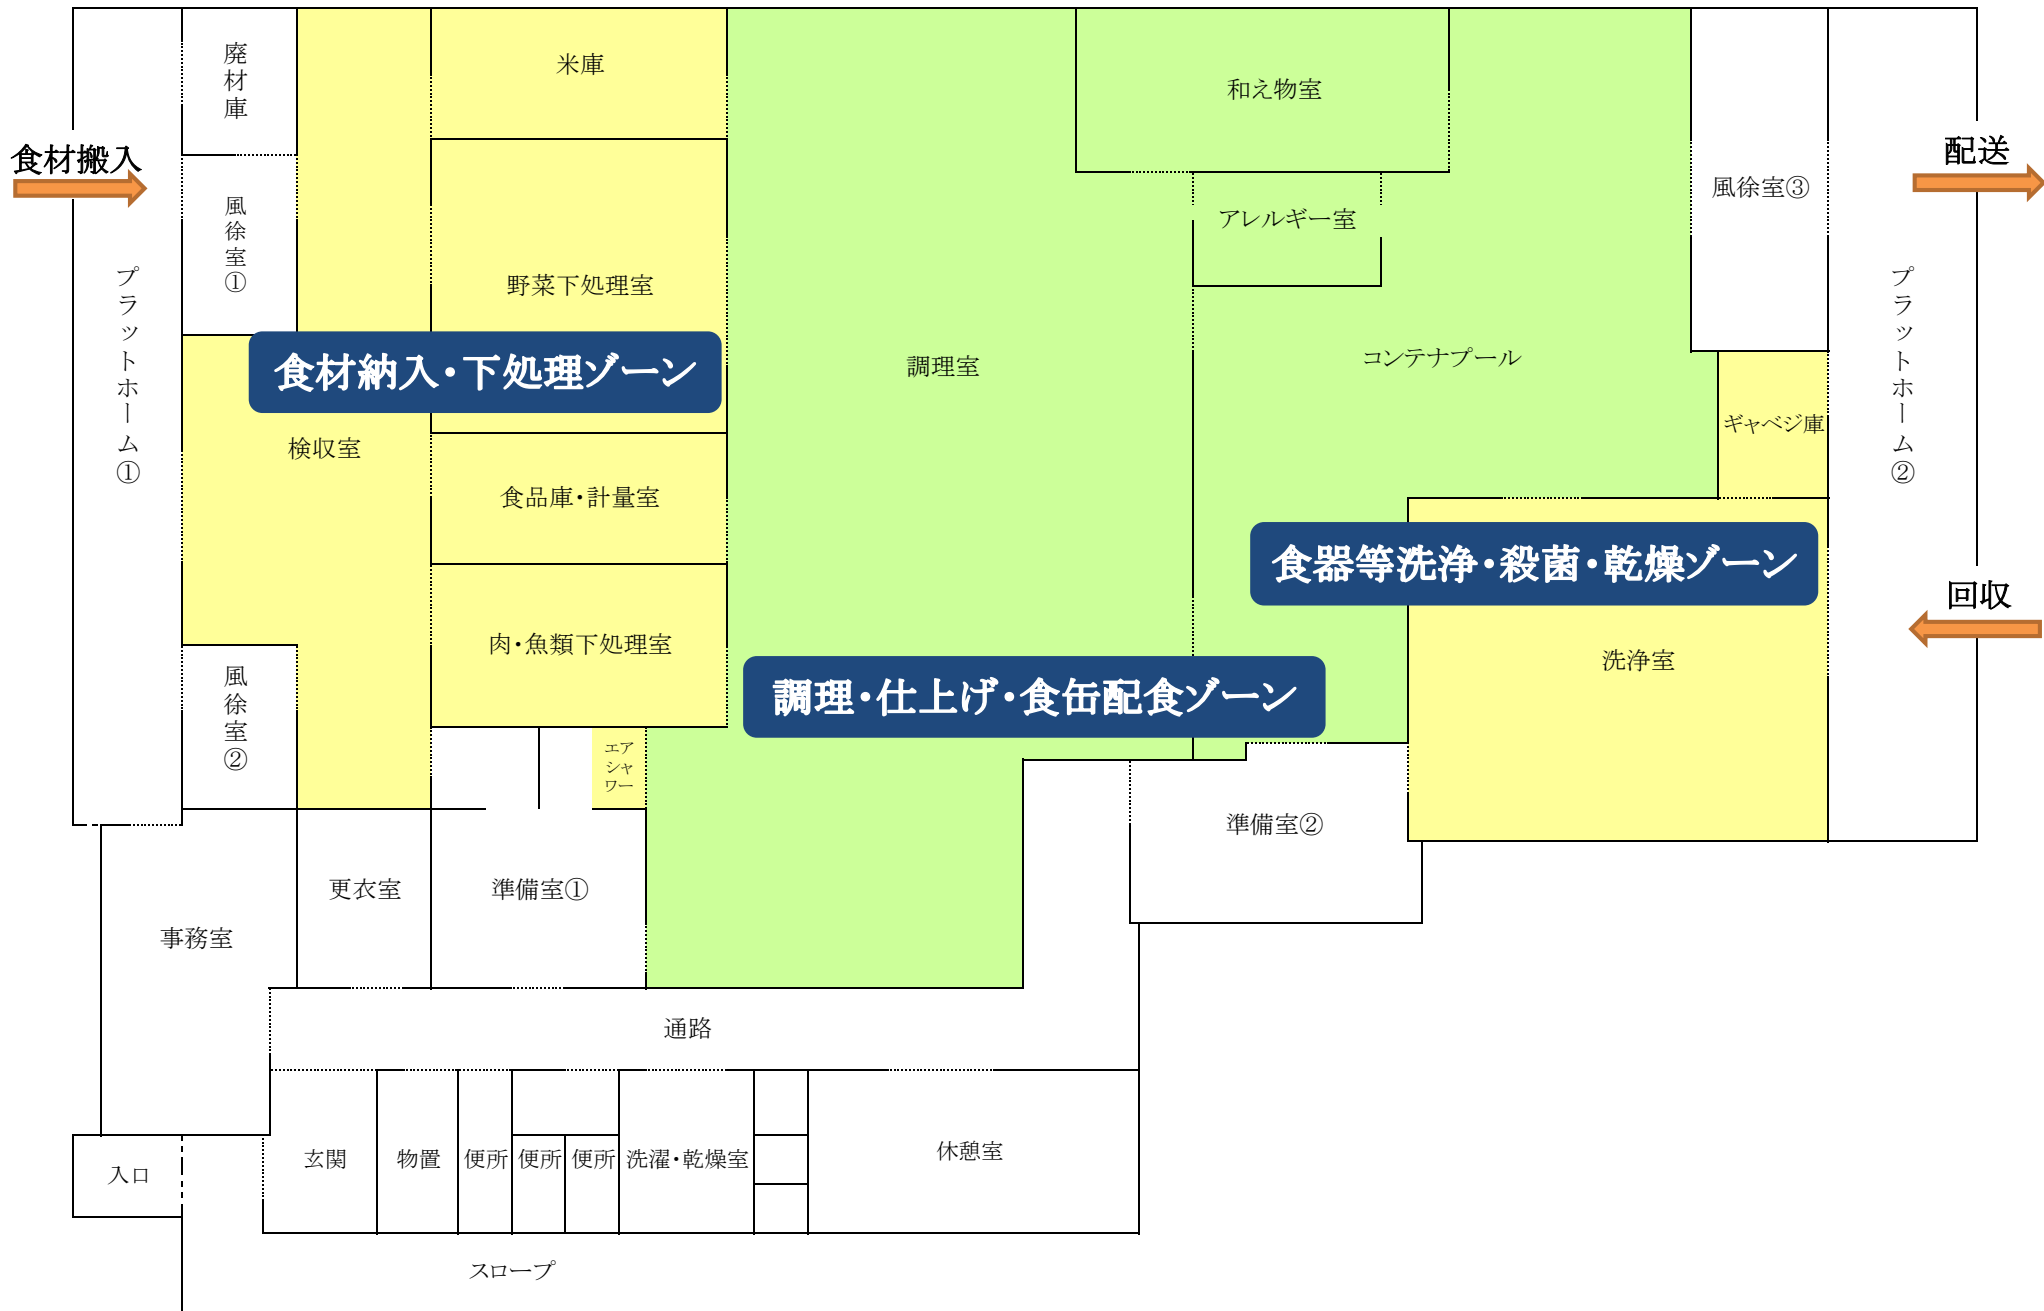 廃材庫
米庫
和え物室
食材搬入
配送
風徐室①
風徐室③
アレルギー室
プラットホーム①
野菜下処理室
プラットホーム②
食材納入・下処理ゾーン
調理室
コンテナプール
ギャベジ庫
検収室
食品庫・計量室
食器等洗浄・殺菌・乾燥ゾーン
回収
肉・魚類下処理室
洗浄室
風徐室②
調理・仕上げ・食缶配食ゾーン
エア
シャ
ワー
準備室②
更衣室
準備室①
事務室
通路
玄関
物置
便所
便所
便所
洗濯・乾燥室
休憩室
入口
スロープ